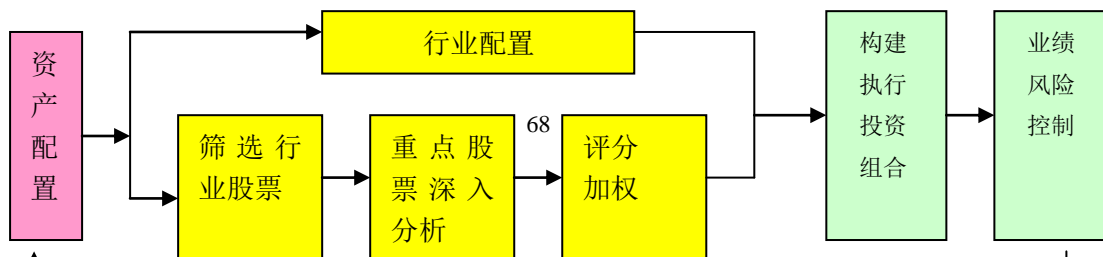 资
产
配
置
行业配置
筛选行
业股票
重点股
票深入
分析
68
评分
加权
构建
执行
投资
组合
业绩
风险
控制